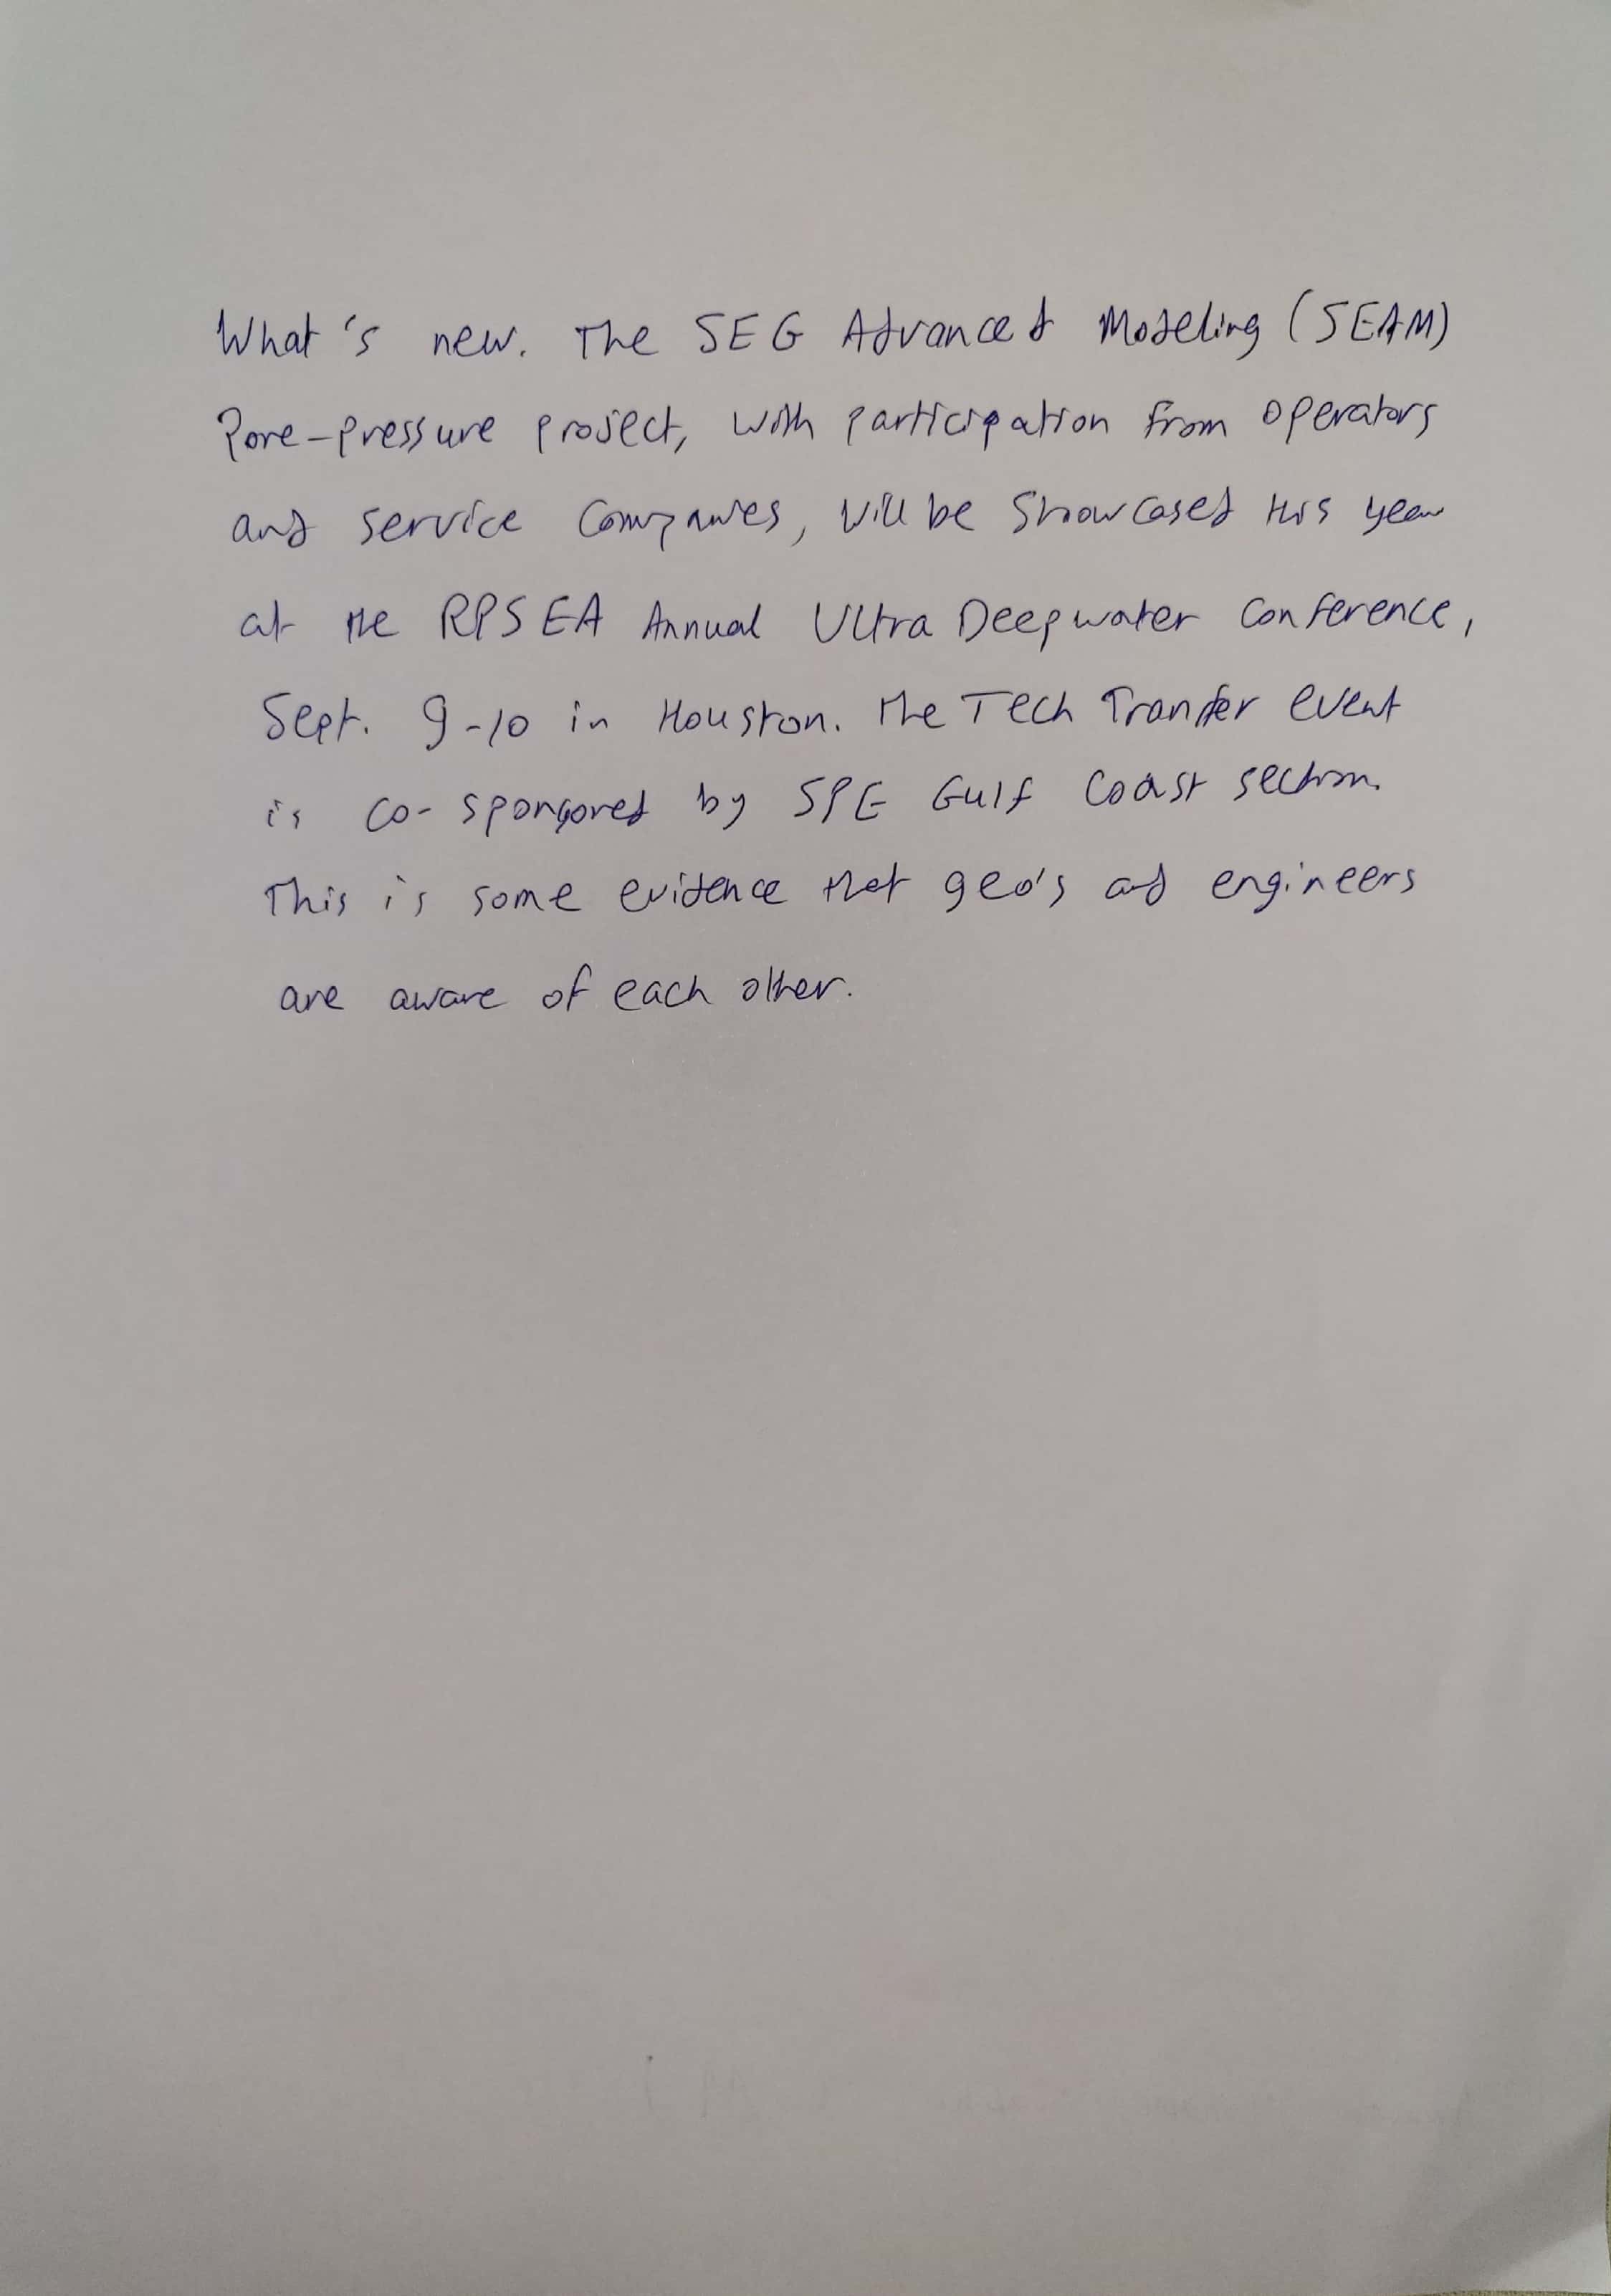 What's new. The SEG Advanced Modeling (SEAM)
Pore-pressure project, with participation from operators
and service companies, will be showcased this year
at the RPSEA Annual Ultra Deepwater Conference,
Sept. 9-10 in Houston. The Tech Tranfer event
is co-sponsored by SPE Gulf Coast section.
This is some evidence that geo's and engineers
are aware of each other.